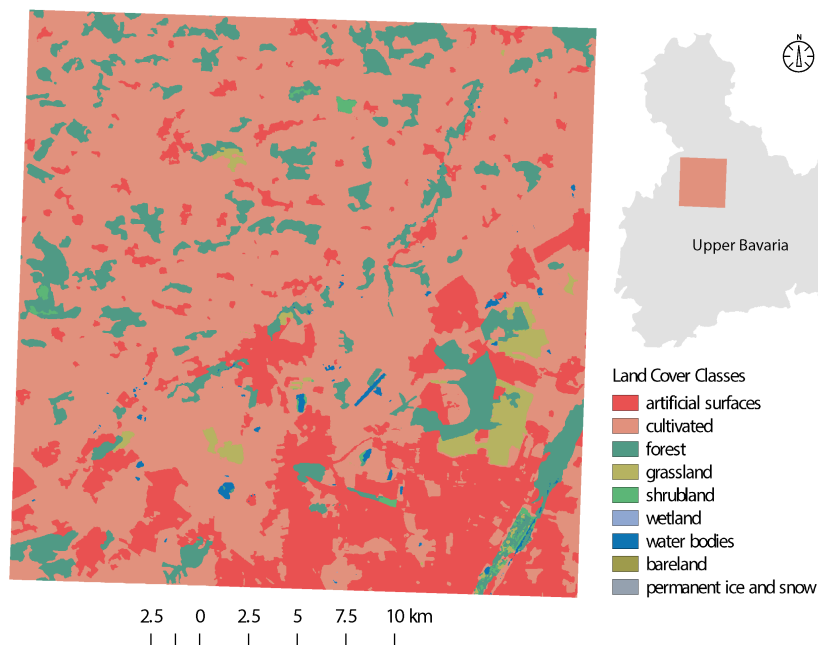 N
Upper Bavaria
Land Cover Classes
artificial surfaces
cultivated
forest
grassland
shrubland
wetland
water bodies
bareland
permanent ice and snow
2.5 0 2.5 5 7.5 10 km